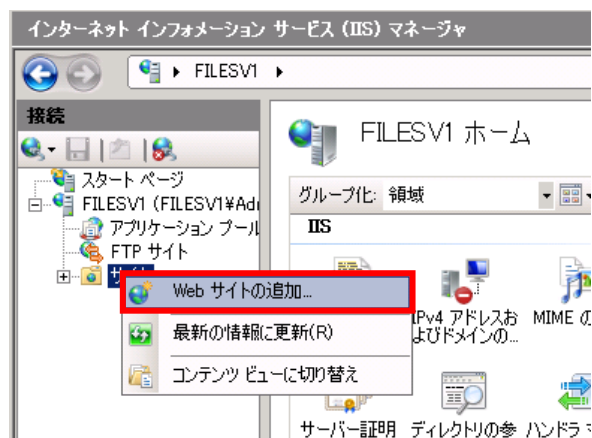 インターネット インフォメーション サービス (IIS) マネージャ
FILESV1
接続
スタート ページ
FILESV1 (FILESV1¥Adı
アプリケーション プール
FTP サイト
FILESV1 ホーム
グループ化: 領域
IIS
Web サイトの追加...
最新の情報に更新(R)
コンテンツ ビューに切り替え
IPv4 アドレスお
よびドメインの...
MIME の
サーバー証明
ディレクトリの参
ハンドラ マ